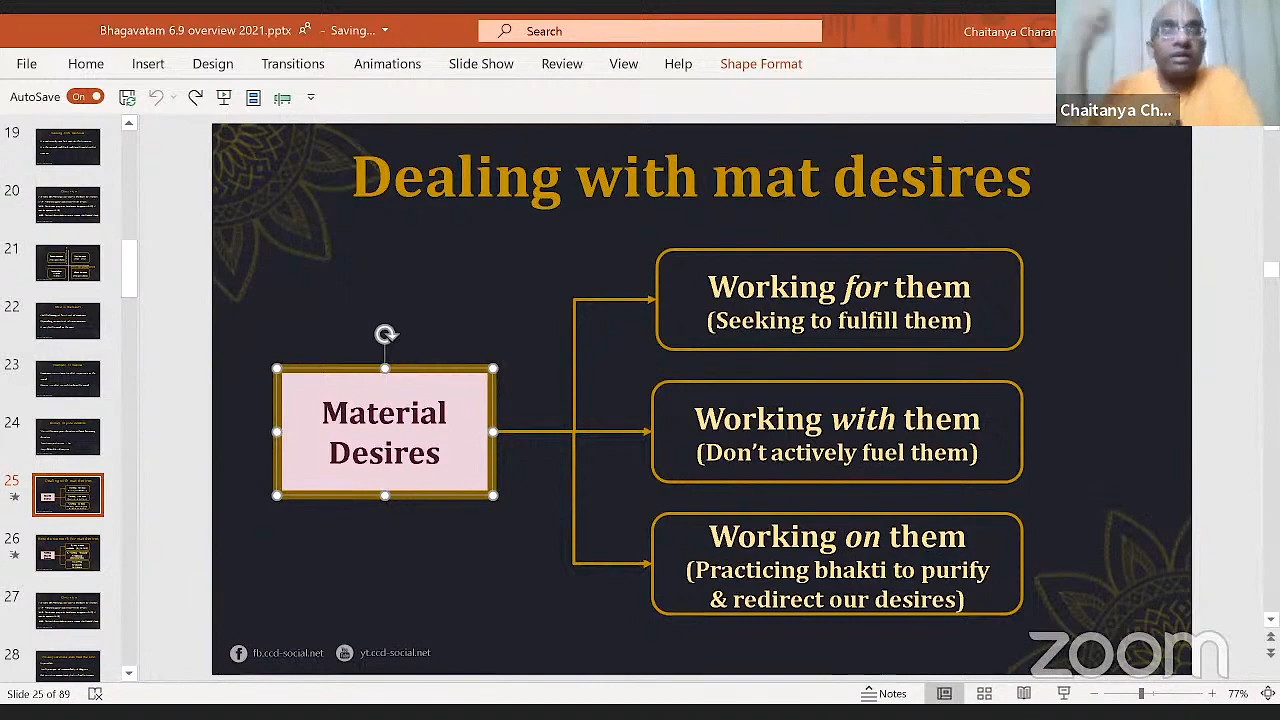 Bhagavatam 6.9 overview 2021.pptx - Saving...
Search
Chaitanya Charan
File Home Insert Design Transitions Animations Slide Show Review View Help Shape Format
AutoSave On
Chaitanya Ch...
19
20
21
22
23
24
25
26
27
28
Dealing with mat desires
Material
Desires
Working for them
(Seeking to fulfill them)
Working with them
(Don't actively fuel them)
Working on them
(Practicing bhakti to purify
& redirect our desires)
fb.ccd-social.net yt.ccd-social.net
zoom
Slide 25 of 89 Notes 77%